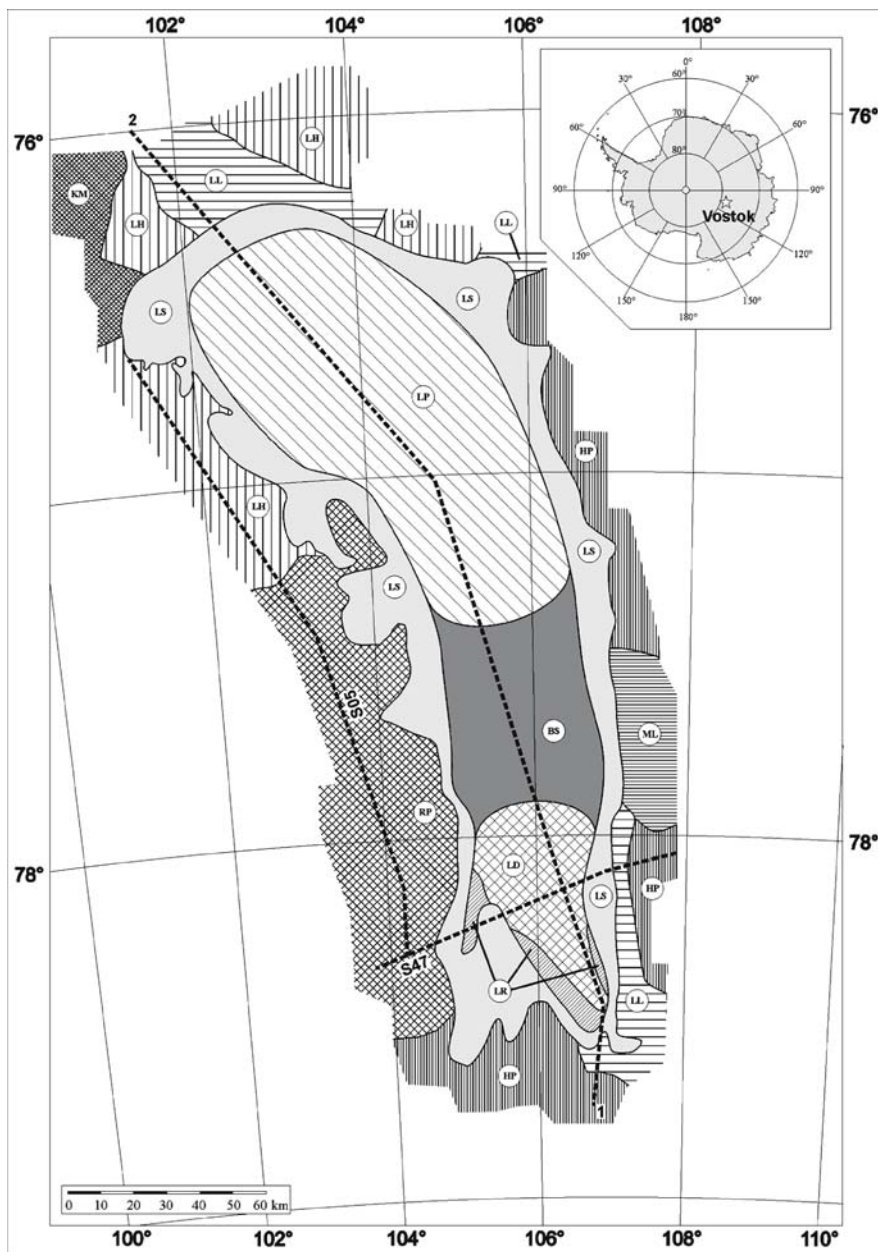 102° 104° 106° 108°
0°
60°
30° 30°
70°
60° 60°
80°
90° 90°
Vostok
120° 120°
150° 150°
180°
76° 76°
2
LH
KM
LL
LH
LH
LL
LS
LS
LP
HP
LH
LS
LS
S05
BS
ML
RP
78° 78°
LD
HP
LS
S47
LR
LL
HP
1
0 10 20 30 40 50 60 km
100° 102° 104° 106° 108° 110°